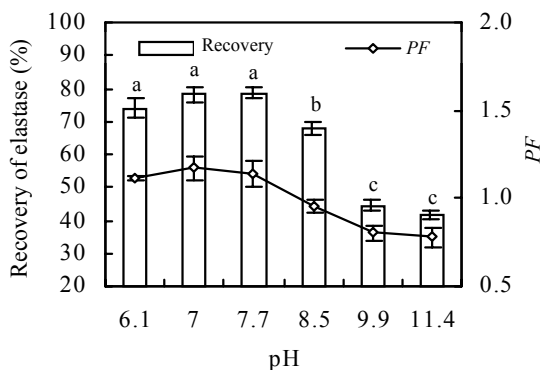 100
90
80
70
60
50
40
30
20
Recovery of elastase (%)
Recovery
PF
a
a
a
b
c
c
2.0
1.5
1.0
0.5
PF
6.1 7 7.7 8.5 9.9 11.4
pH